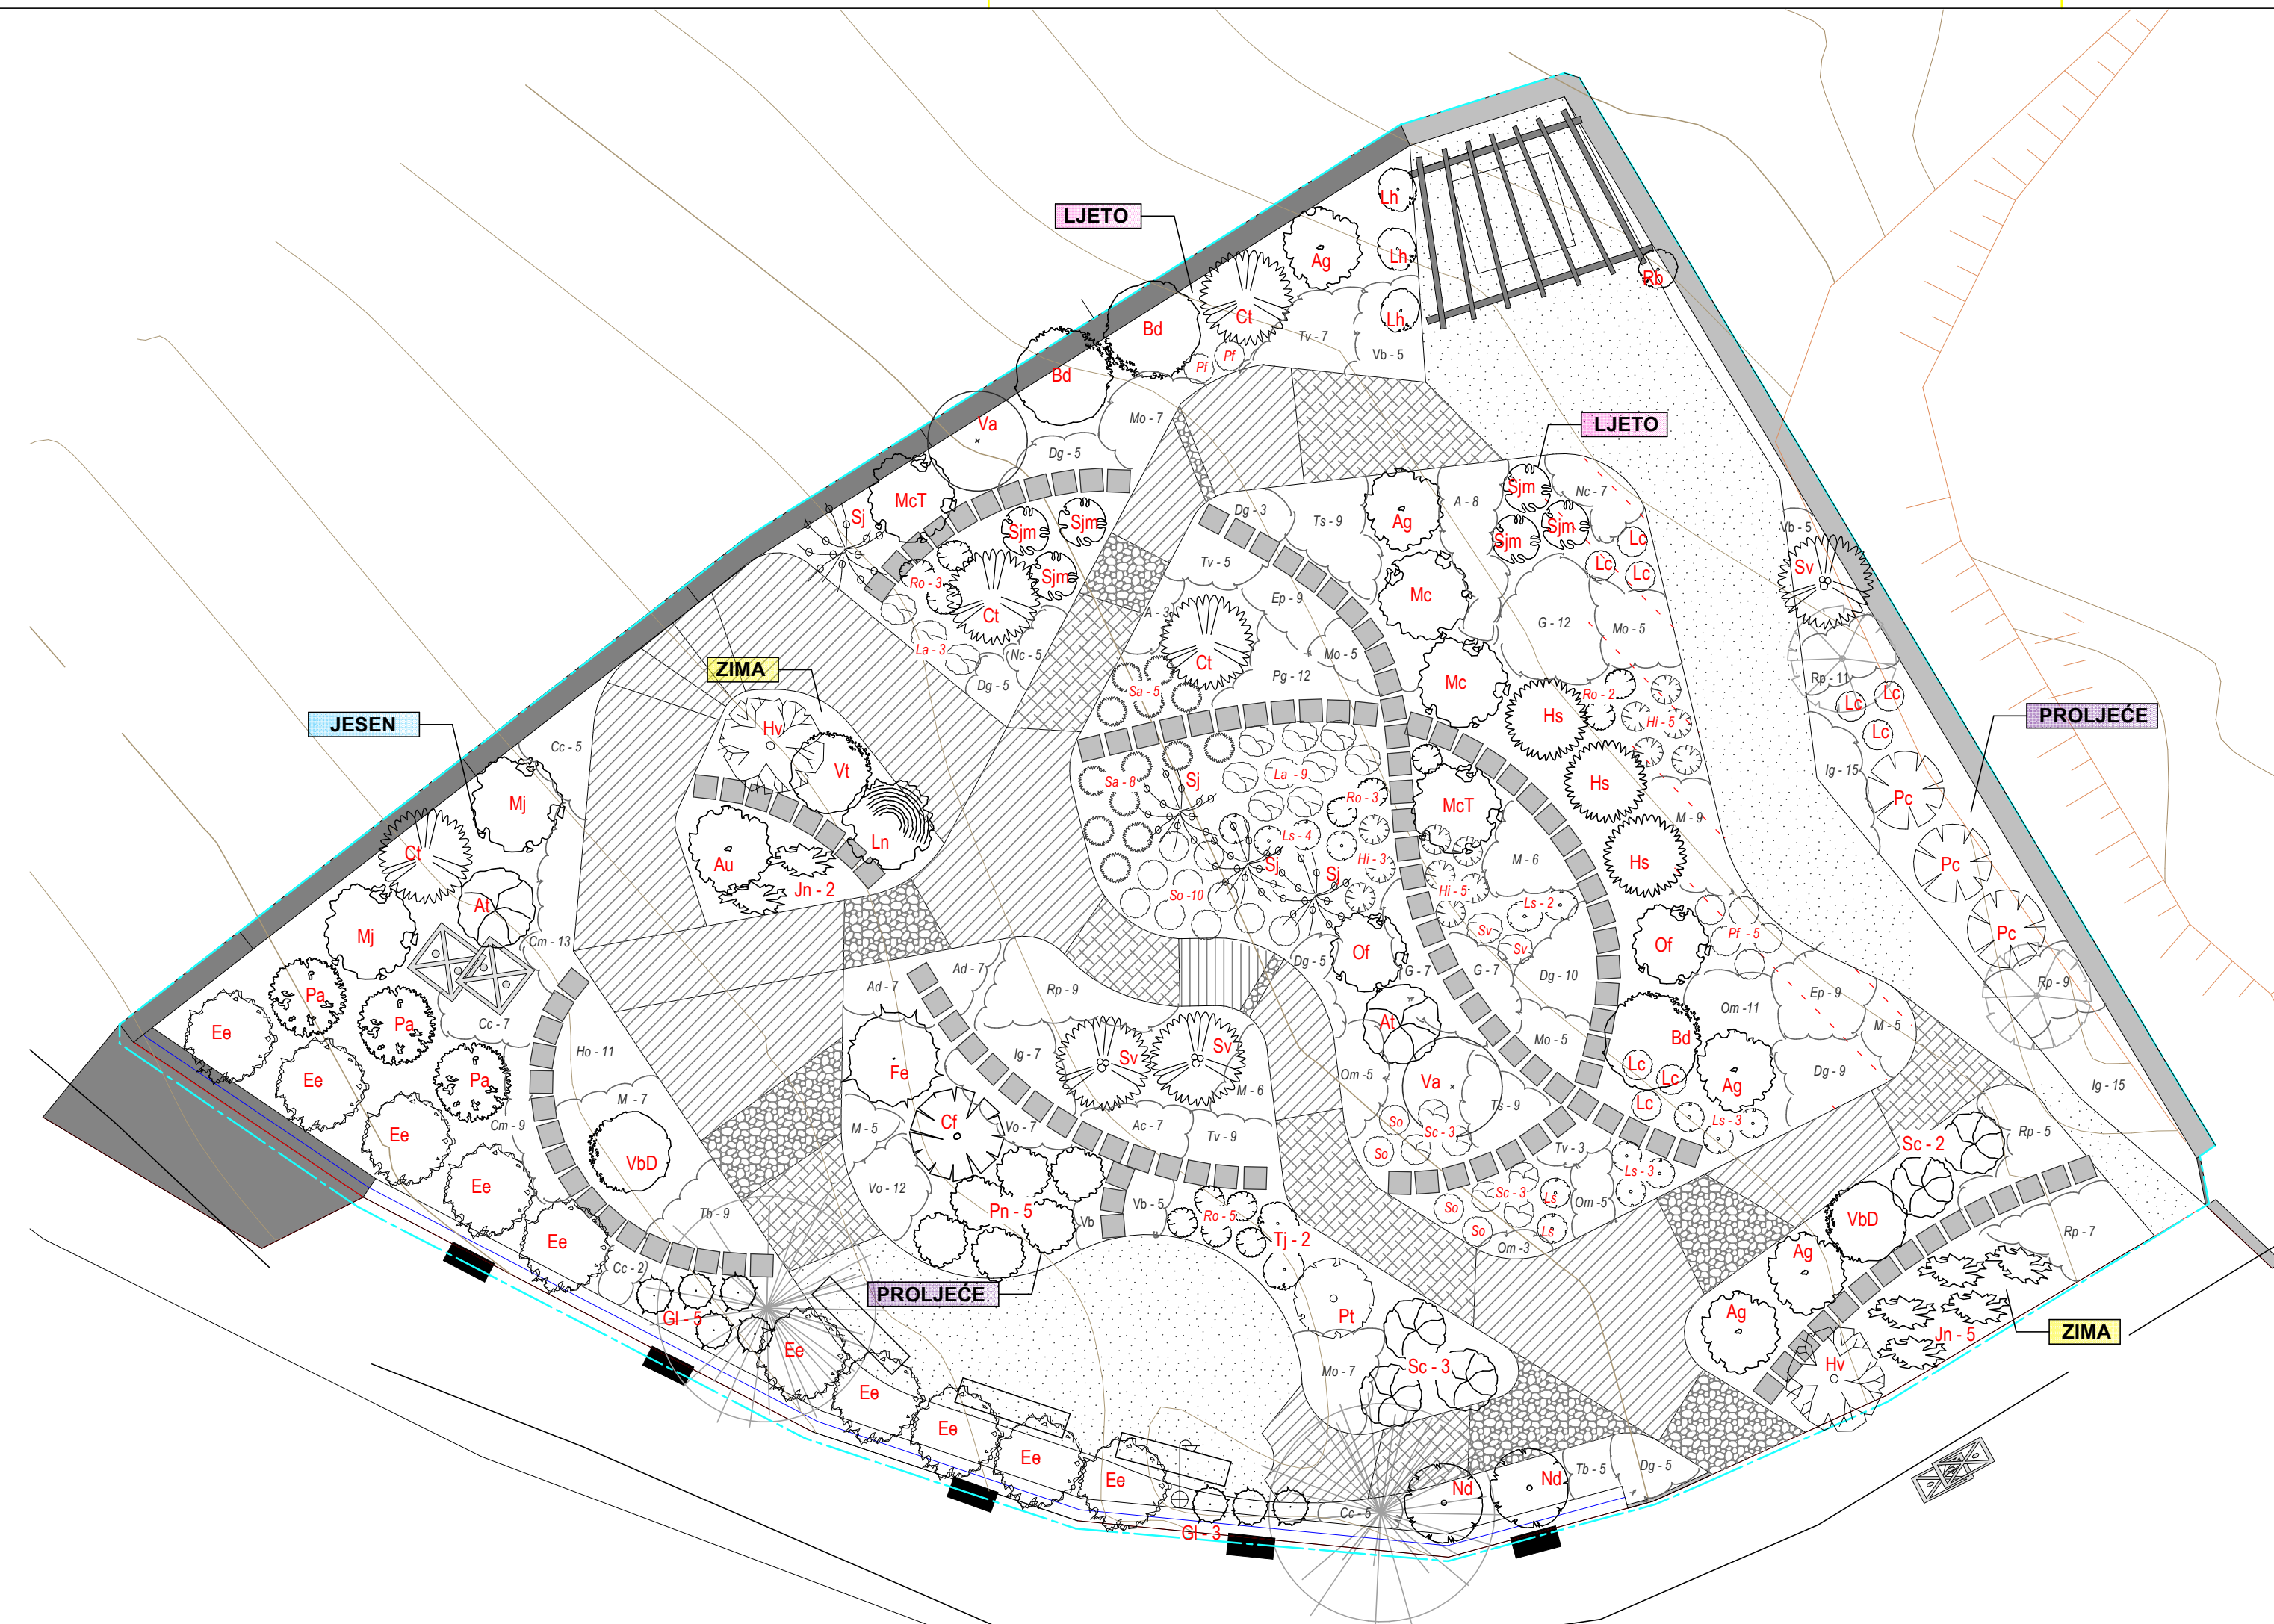 LJETO
Lh
Ag
Lh
Rb
Ct
Lh
Bd
Tv - 7
Vb - 5
Pf
Pf
Bd
Va
Mo - 7
LJETO
Dg - 5
McT
Sj
Sjm
Nc - 7
Dg - 3
Ts - 9
Ag
A - 8
Sjm
Sjm
Sjm
Sjm
Vb - 5
Lc
Tv - 5
Sv
Lc
Lc
Ro - 3
Sjm
Ct
Ep - 9
Mc
A - 3
G - 12
Mo - 5
La - 3
Nc - 5
Mo - 5
Ct
ZIMA
Dg - 5
Pg - 12
Mc
Rp - 11
Sa - 5
Ro - 2
Lc
Lc
JESEN
Hv
Hs
Hi - 5
PROLJEĆE
Lc
Cc - 5
Vt
Sj
La - 9
Hs
Ig - 15
Sa - 8
Ro - 3
McT
Pc
Mj
Ln
Ls - 4
M - 9
Ct
Au
Sj
Hi - 3
M - 6
Hs
Pc
Jn - 2
So -10
Sj
Hi - 5
Ls - 2
At
Mj
Sv
Pf - 5
Pc
Cm - 13
Of
Sv
Of
Dg - 5
G - 7
G - 7
Dg - 10
Ad - 7
Ad - 7
Rp - 9
Rp - 9
Pa
Ee
Pa
Cc - 7
At
Om -11
Ep - 9
M - 5
Bd
Ho - 11
Ig - 7
Sv
Sv
Mo - 5
Fe
Om - 5
Va
Lc
Lc
Ag
Dg - 9
Ee
Pa
M - 6
Ig - 15
M - 7
Ts - 9
Lc
Cm - 9
Ee
M - 5
Cf
Vo - 7
Ac - 7
Tv - 9
So
Sc - 3
Ls - 3
So
Tv - 3
Sc - 2
Rp - 5
VbD
Ee
Vo - 12
Ls - 3
Pn - 5
Vb - 5
Vb
Ro - 5
Sc - 3
Ls
Om - 5
So
Tb - 9
VbD
Ee
Tj - 2
So
Ls
Om -3
Ag
Rp - 7
Cc - 2
PROLJEĆE
Gl - 5
Pt
Ag
Jn - 5
ZIMA
Ee
Mo - 7
Sc - 3
Hv
Ee
Ee
Ee
Ee
Nd
Nd
Tb - 5
Dg - 5
Cc - 5
Gl - 3